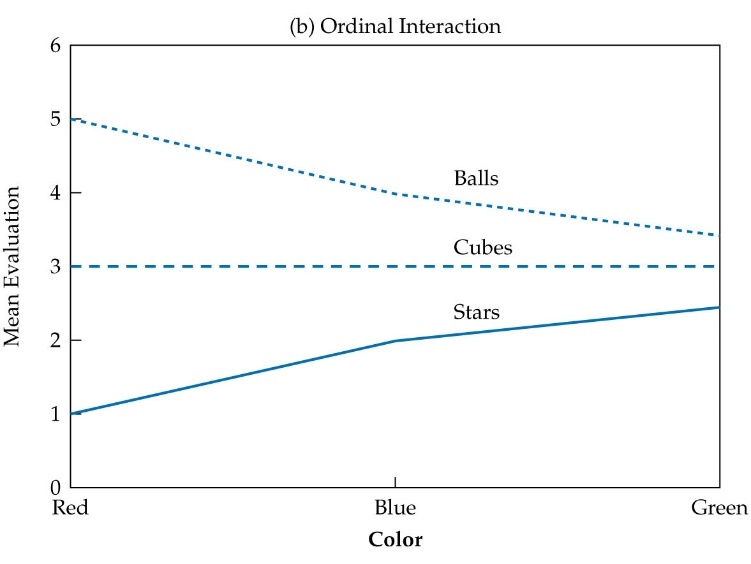 (b) Ordinal Interaction
6
5
4
3
2
1
0
Mean Evaluation
Balls
Cubes
Stars
Red Blue Green
Color